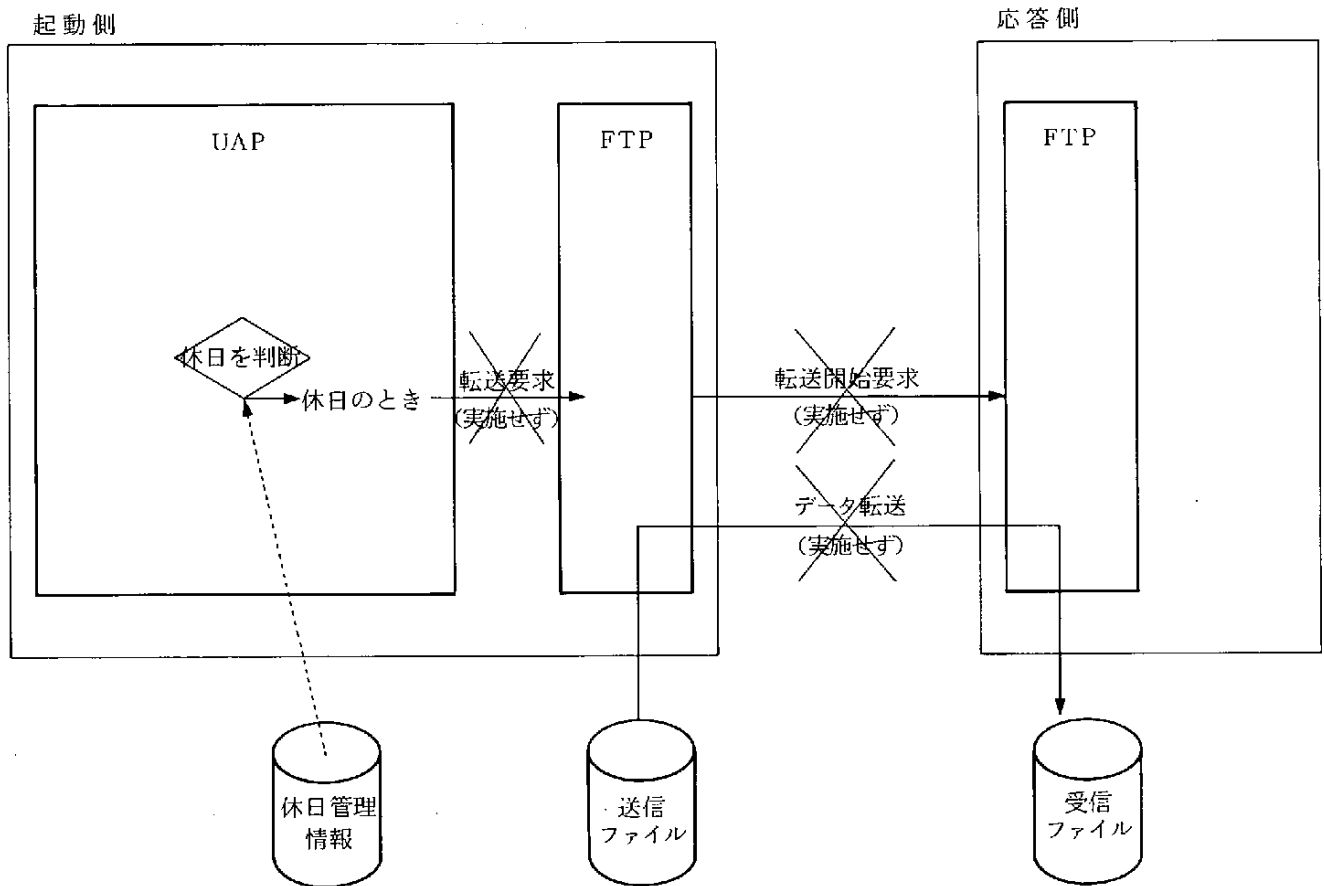 起動側
応答側
UAP
FTP
FTP
休日を判断
休日のとき
転送要求
(実施せず)
転送開始要求
(実施せず)
データ転送
(実施せず)
休日管理
情報
送信
ファイル
受信
ファイル